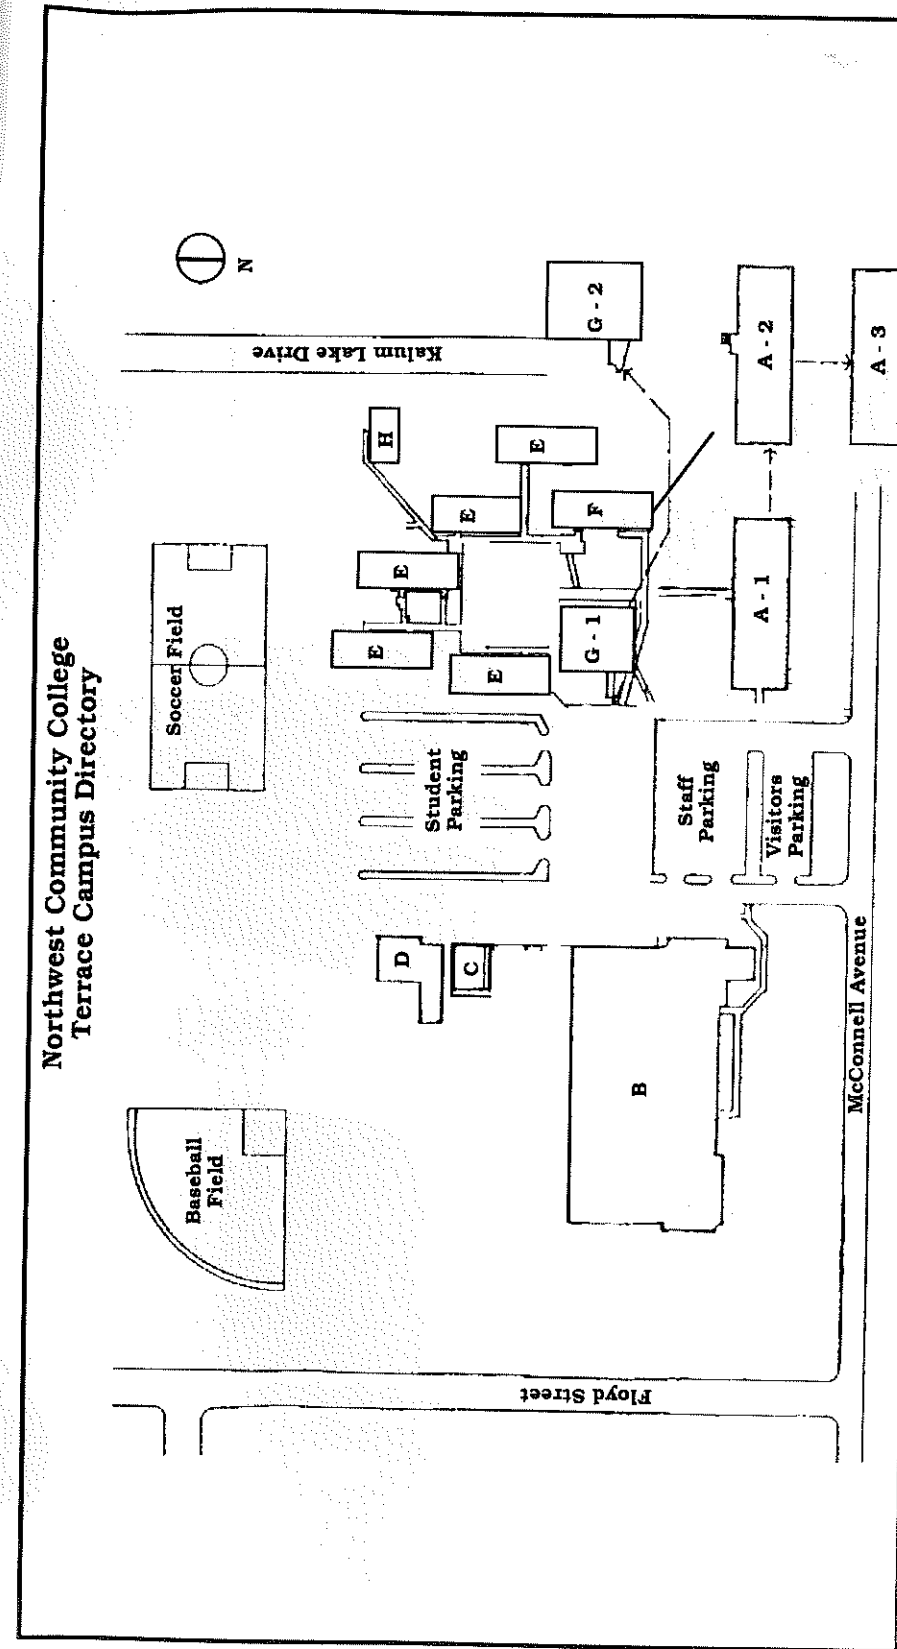 Northwest Community College
Terrace Campus Directory
Baseball
Field
Soccer Field
N
Kalum Lake Drive
Floyd Street
D
C
Student
Parking
E
E
E
E
E
H
F
G - 1
G - 2
B
Staff
Parking
Visitors
Parking
A - 1
A - 2
A - 3
McConnell Avenue